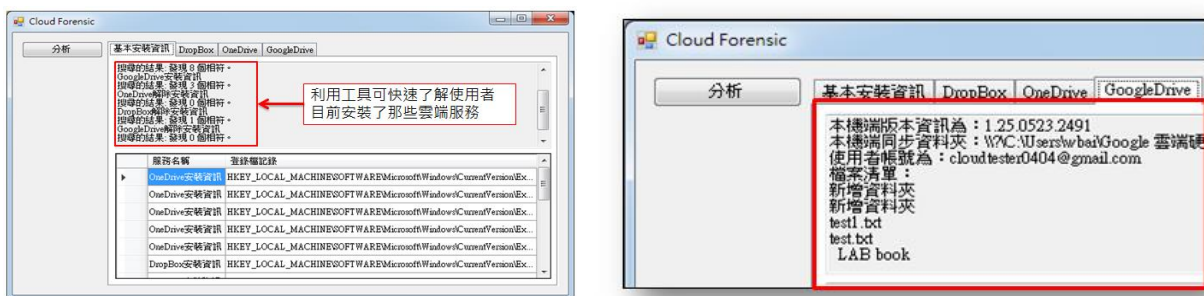 Cloud Forensic
分析
基本安裝資訊 DropBox OneDrive GoogleDrive
搜尋的結果: 發現 8 個相符。
GoogleDrive安裝資訊
搜尋的結果: 發現 3 個相符。
OneDrive解除安裝資訊
搜尋的結果: 發現 0 個相符。
DropBox解除安裝資訊
搜尋的結果: 發現 1 個相符。
GoogleDrive解除安裝資訊
搜尋的結果: 發現 0 個相符。
利用工具可快速了解使用者
目前安裝了那些雲端服務
服務名稱 登錄檔記錄
OneDrive安裝資訊 HKEY_LOCAL_MACHINE\SOFTWARE\Microsoft\Windows\CurrentVersion\Ex...
OneDrive安裝資訊 HKEY_LOCAL_MACHINE\SOFTWARE\Microsoft\Windows\CurrentVersion\Ex...
OneDrive安裝資訊 HKEY_LOCAL_MACHINE\SOFTWARE\Microsoft\Windows\CurrentVersion\Ex...
OneDrive安裝資訊 HKEY_LOCAL_MACHINE\SOFTWARE\Microsoft\Windows\CurrentVersion\Ex...
OneDrive安裝資訊 HKEY_LOCAL_MACHINE\SOFTWARE\Microsoft\Windows\CurrentVersion\Ex...
DropBox安裝資訊 HKEY_LOCAL_MACHINE\SOFTWARE\Microsoft\Windows\CurrentVersion\Ex...
Cloud Forensic
分析
基本安裝資訊 DropBox OneDrive GoogleDrive
本機端版本資訊為：1.25.0523.2491
本機端同步資料夾：\\?\C:\Users\wbai\Google 雲端硬
使用者帳號為：cloudtester0404@gmail.com
檔案清單：
新增資料夾
新增資料夾
test1.txt
test.txt
LAB book